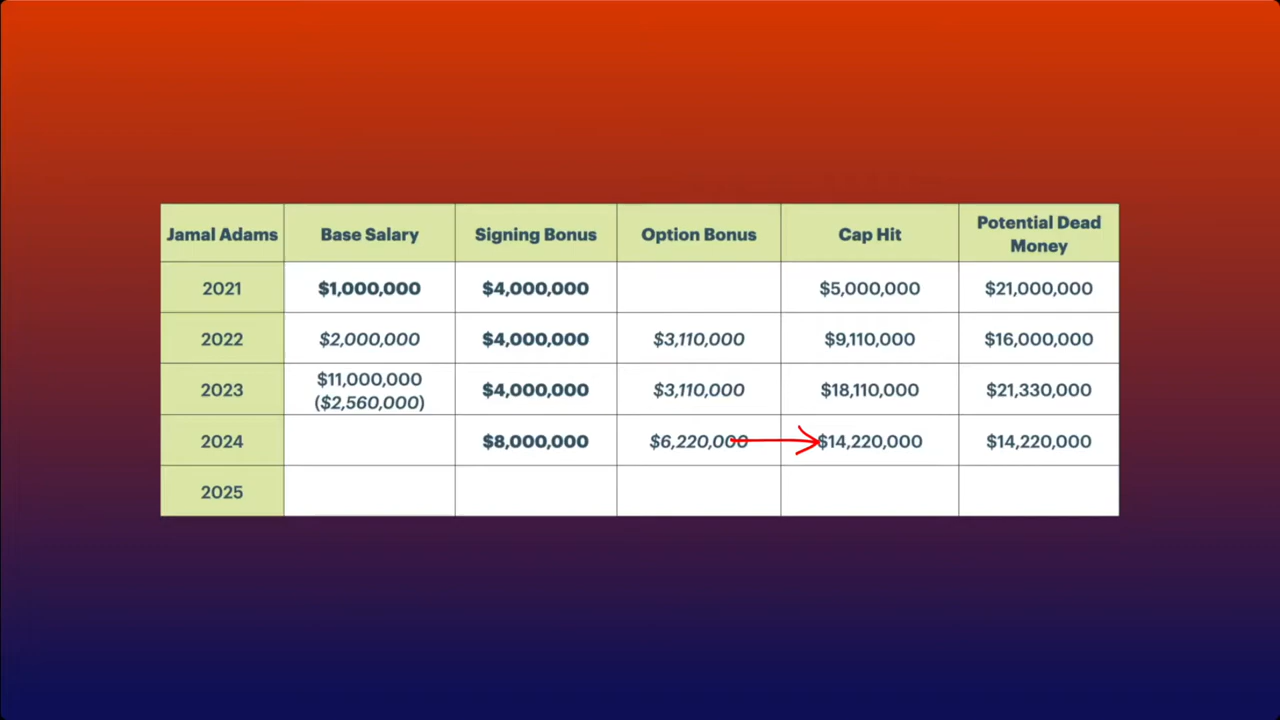 Jamal Adams Base Salary Signing Bonus Option Bonus Cap Hit Potential Dead Money
2021 $1,000,000 $4,000,000 $5,000,000 $21,000,000
2022 $2,000,000 $4,000,000 $3,110,000 $9,110,000 $16,000,000
2023 $11,000,000 ($2,560,000) $4,000,000 $3,110,000 $18,110,000 $21,330,000
2024 $8,000,000 $6,220,000 $14,220,000 $14,220,000
2025